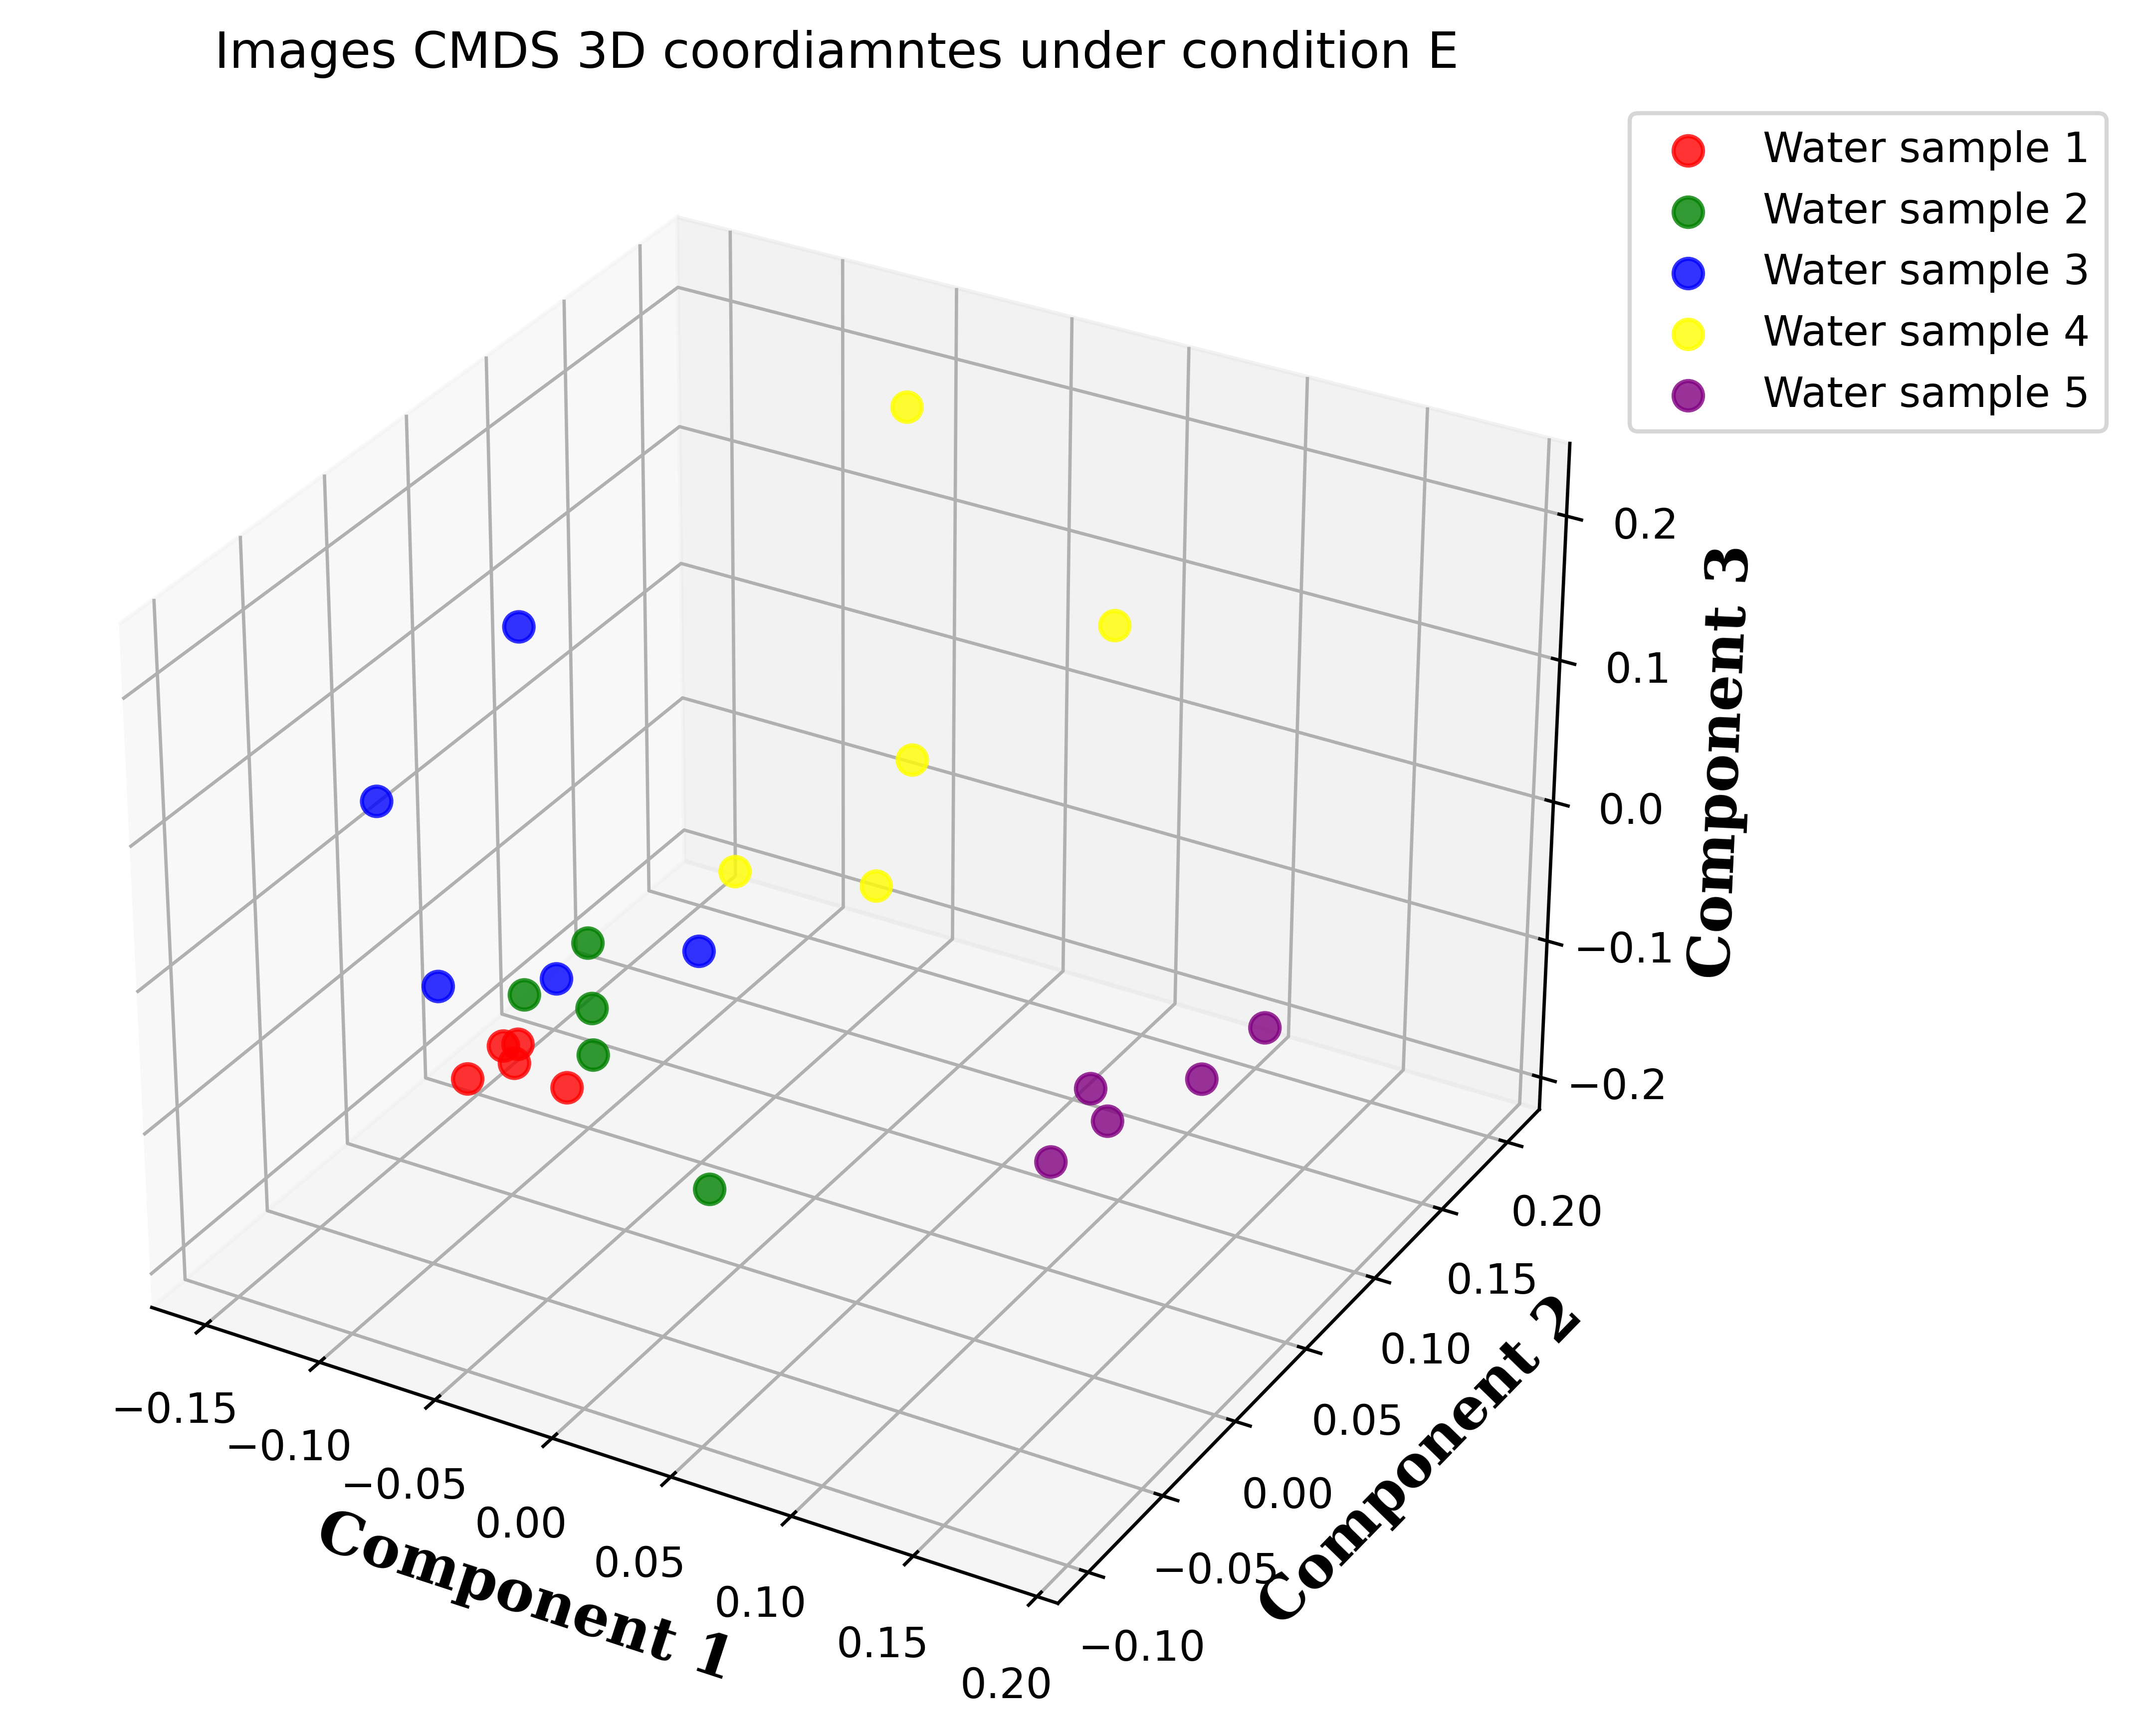 Images CMDS 3D coordiamntes under condition E
Water sample 1
Water sample 2
Water sample 3
Water sample 4
Water sample 5
0.2
0.1
0.0
−0.1
−0.2
Component 3
0.20
0.15
0.10
0.05
0.00
−0.05
−0.10
Component 2
−0.15
−0.10
−0.05
0.00
0.05
0.10
0.15
0.20
Component 1